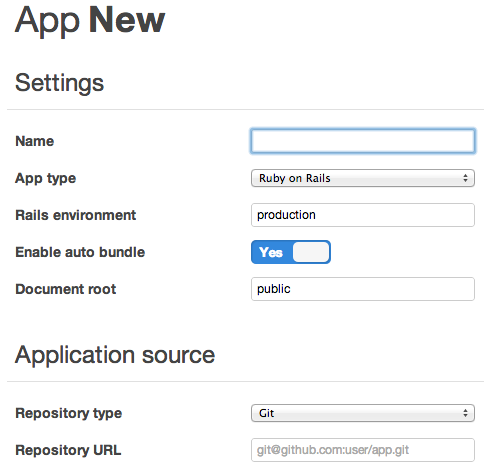 App New
Settings
Name
App type Ruby on Rails
Rails environment production
Enable auto bundle Yes
Document root public
Application source
Repository type Git
Repository URL git@github.com:user/app.git